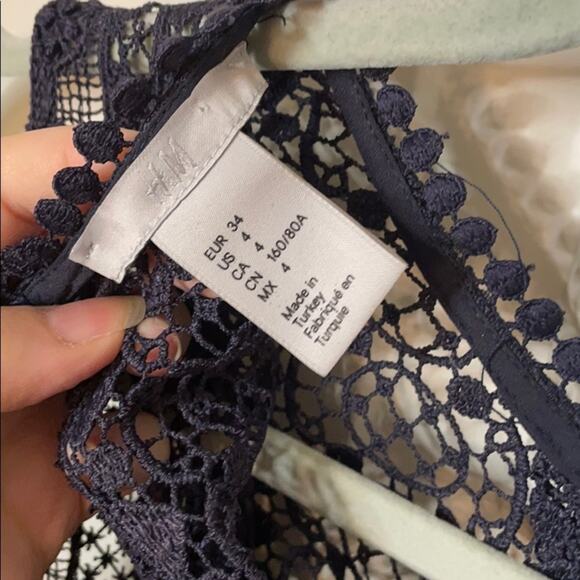 H&M
EUR 34
US 4
CA 4
CN 160/80A
MX 4
Made in
Turkey
Fabriqué en
Turquie